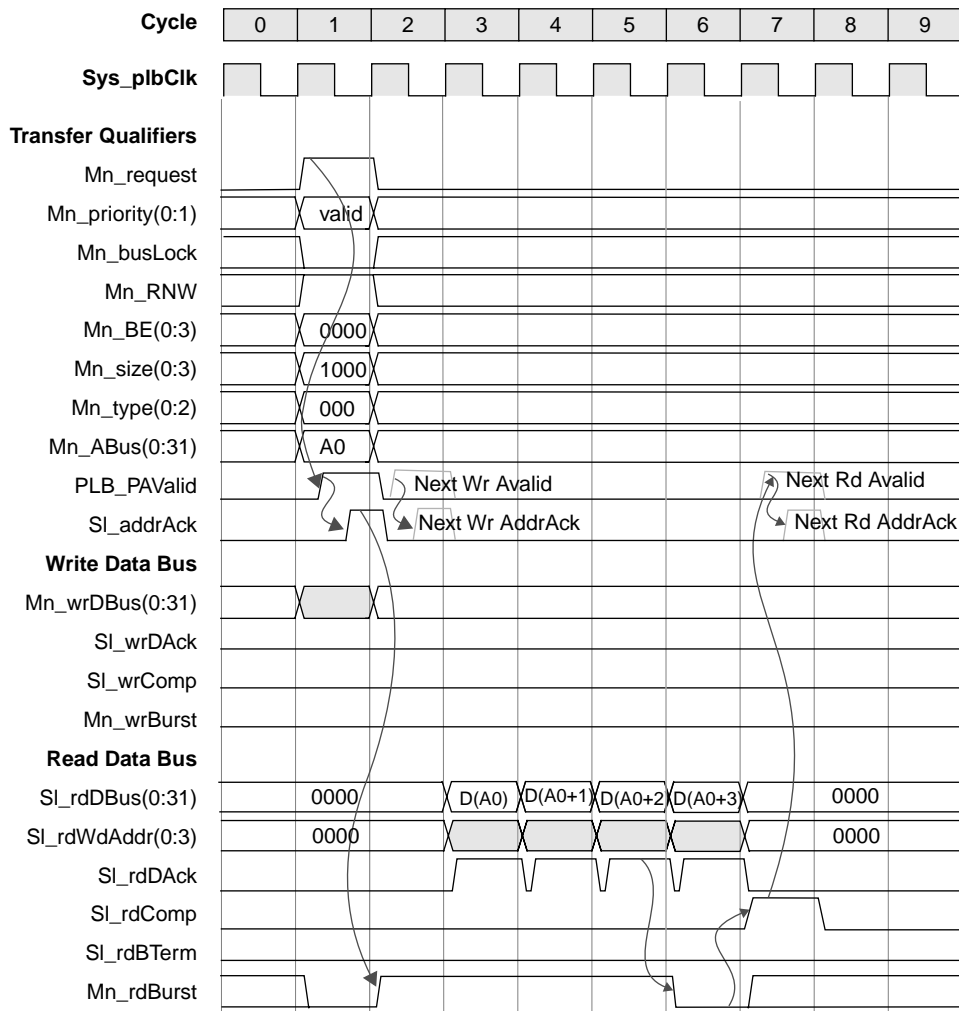 Cycle 0 1 2 3 4 5 6 7 8 9
Sys_plbClk
Transfer Qualifiers
Mn_request
Mn_priority(0:1) valid
Mn_busLock
Mn_RNW
Mn_BE(0:3) 0000
Mn_size(0:3) 1000
Mn_type(0:2) 000
Mn_ABus(0:31) A0
PLB_PAValid Next Wr Avalid Next Rd Avalid
Sl_addrAck Next Wr AddrAck Next Rd AddrAck
Write Data Bus
Mn_wrDBus(0:31)
Sl_wrDAck
Sl_wrComp
Mn_wrBurst
Read Data Bus
Sl_rdDBus(0:31) 0000 D(A0) D(A0+1) D(A0+2 D(A0+3) 0000
Sl_rdWdAddr(0:3) 0000 0000
Sl_rdDAck
Sl_rdComp
Sl_rdBTerm
Mn_rdBurst